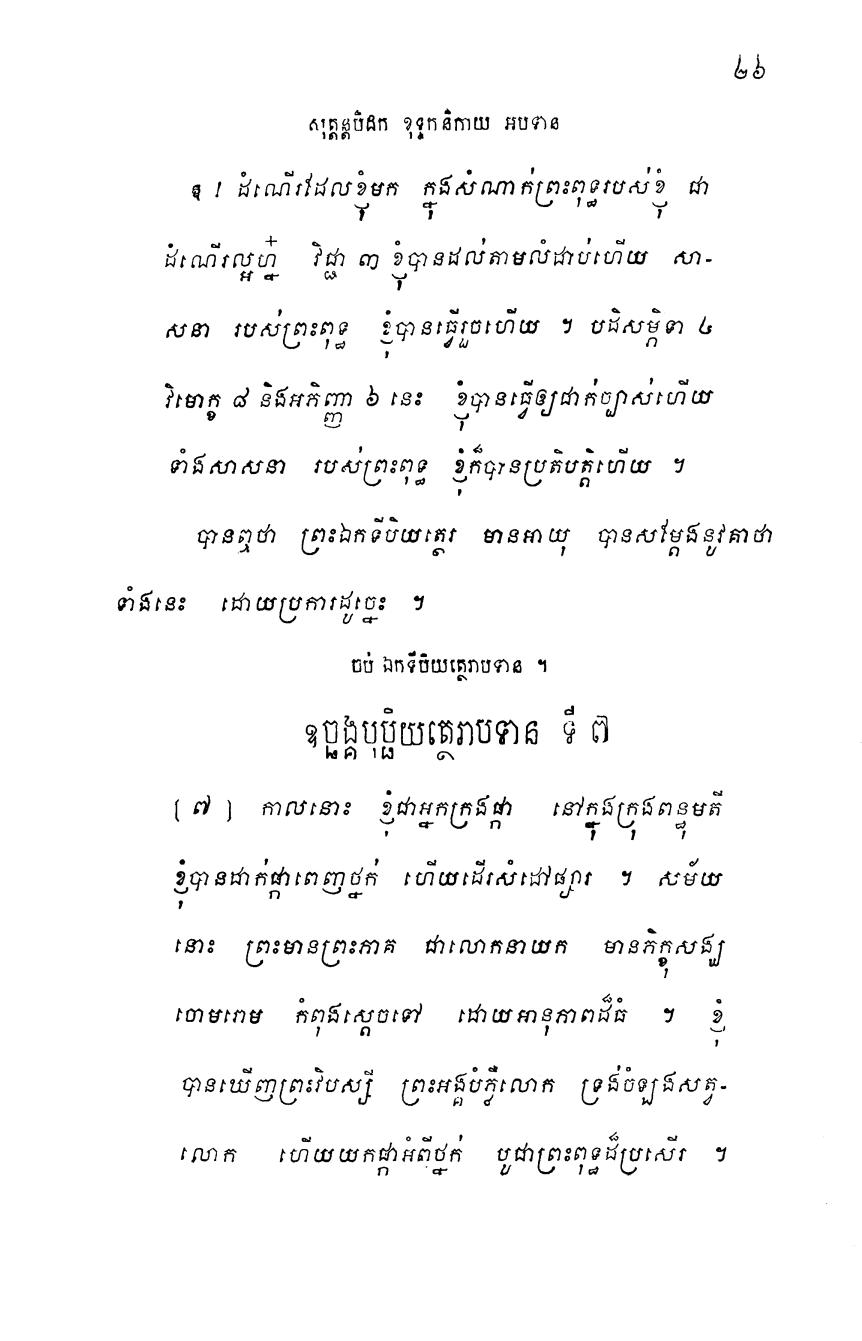 ២៦
សុត្តន្តបិដក ខុទ្ទកនិកាយ អបទាន
ឱ ! ដំណើរដែលខ្ញុំមក ក្នុងសំណាក់ព្រះពុទ្ធរបស់ខ្ញុំ ជា
ដំណើរល្អហ្ន៎ វិជ្ជា ៣ ខ្ញុំបានដល់តាមលំដាប់ហើយ សា-
សនា របស់ព្រះពុទ្ធ ខ្ញុំបានធ្វើរួចហើយ ។ បដិសម្ភិទា ៤
វិមោក្ខ ៨ និងអភិញ្ញា ៦ នេះ ខ្ញុំបានធ្វើឲ្យជាក់ច្បាស់ហើយ
ទាំងសាសនា របស់ព្រះពុទ្ធ ខ្ញុំក៏បានប្រតិបត្តិហើយ ។
បានឮថា ព្រះឯកទីបិយត្ថេរ មានអាយុ បានសម្ដែងនូវគាថា
ទាំងនេះ ដោយប្រការដូច្នេះ ។
ចប់ ឯកទីបិយត្ថេរាបទាន ។
ឧច្ឆង្គបុប្ផិយត្ថេរាបទាន ទី ៧
[ ៧ ] កាលនោះ ខ្ញុំជាអ្នកក្រងផ្កា នៅក្នុងក្រុងពន្ធុមតី
ខ្ញុំបានដាក់ផ្កាពេញថ្នក់ ហើយដើរសំដៅផ្សារ ។ សម័យ
នោះ ព្រះមានព្រះភាគ ជាលោកនាយក មានភិក្ខុសង្ឃ
ចោមរោម កំពុងស្ដេចទៅ ដោយអានុភាពដ៏ធំ ។ ខ្ញុំ
បានឃើញព្រះវិបស្សី ព្រះអង្គបំភ្លឺលោក ទ្រង់ចំឡងសត្វ-
លោក ហើយយកផ្កាអំពីថ្នក់ បូជាព្រះពុទ្ធដ៏ប្រសើរ ។